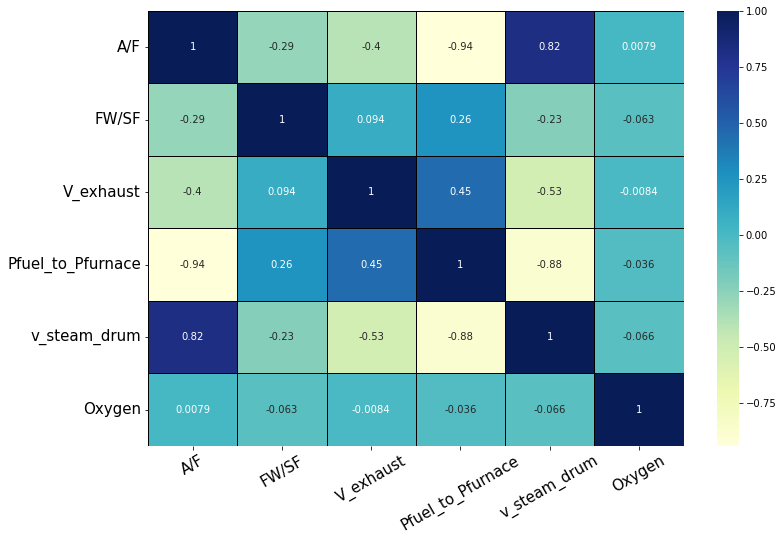 A/F 1 -0.29 -0.4 -0.94 0.82 0.0079
FW/SF -0.29 1 0.094 0.26 -0.23 -0.063
V_exhaust -0.4 0.094 1 0.45 -0.53 -0.0084
Pfuel_to_Pfurnace -0.94 0.26 0.45 1 -0.88 -0.036
v_steam_drum 0.82 -0.23 -0.53 -0.88 1 -0.066
Oxygen 0.0079 -0.063 -0.0084 -0.036 -0.066 1
A/F FW/SF V_exhaust Pfuel_to_Pfurnace v_steam_drum Oxygen
1.00
0.75
0.50
0.25
0.00
−0.25
−0.50
−0.75